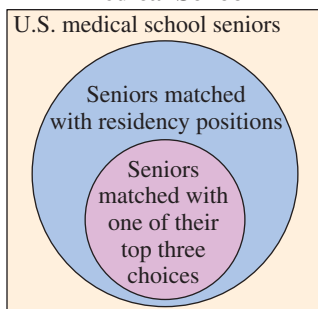 U.S. medical school seniors
Seniors matched
with residency positions
Seniors
matched with
one of their
top three
choices